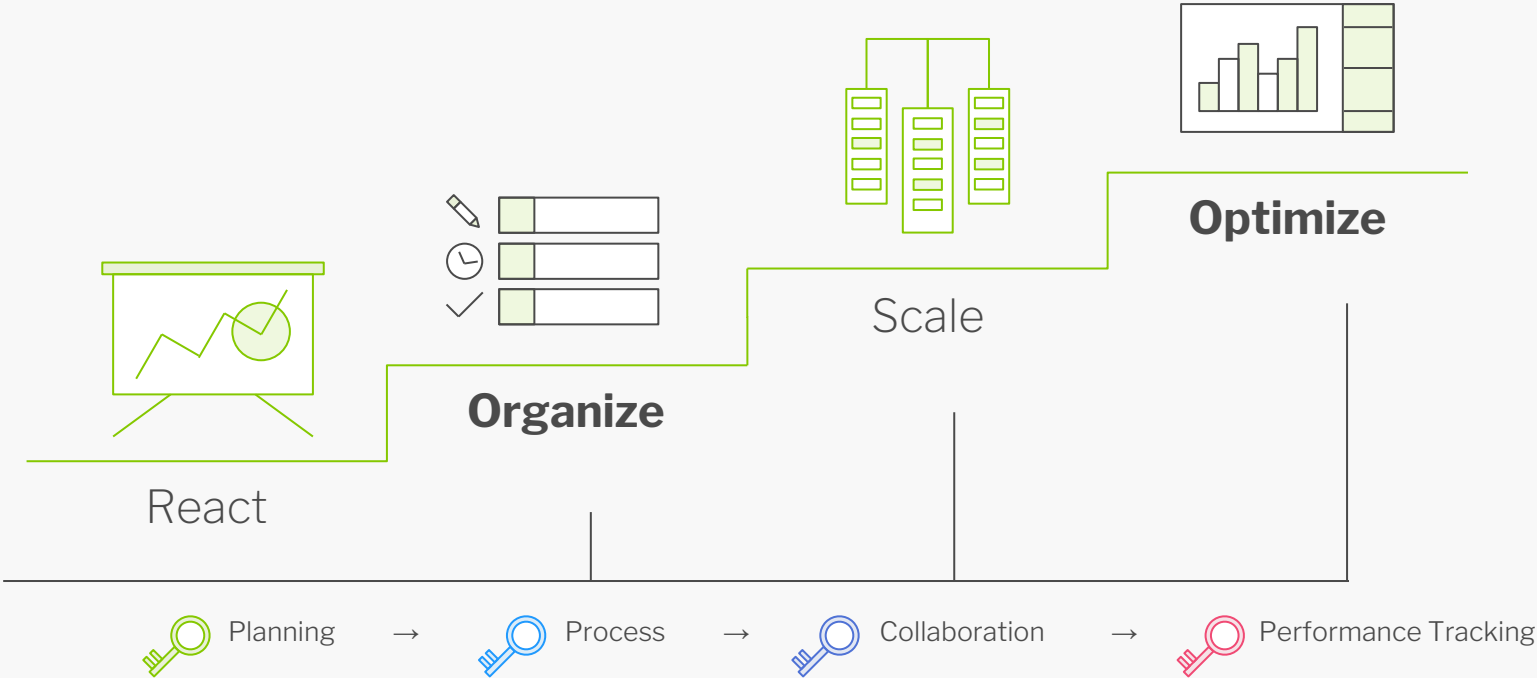 Optimize
Scale
Organize
React
Planning → Process → Collaboration → Performance Tracking